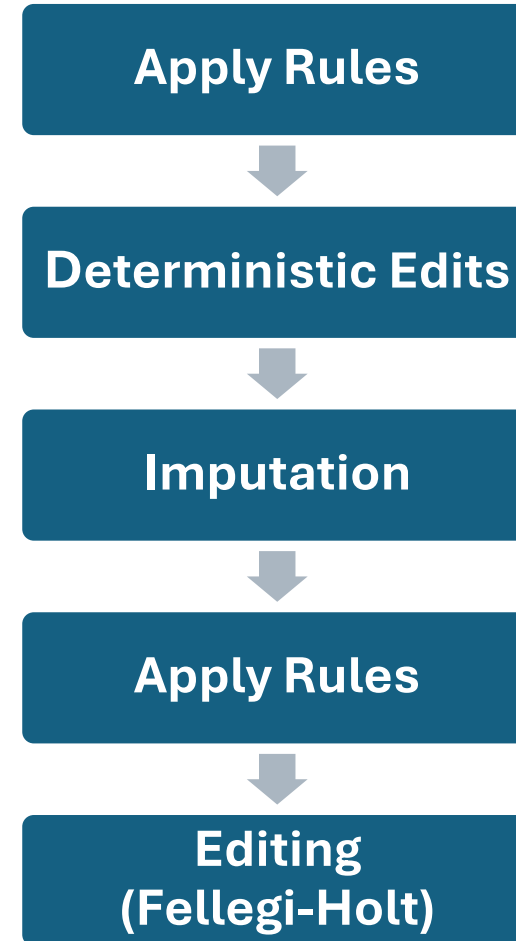 Apply Rules
Deterministic Edits
Imputation
Apply Rules
Editing
(Fellegi-Holt)